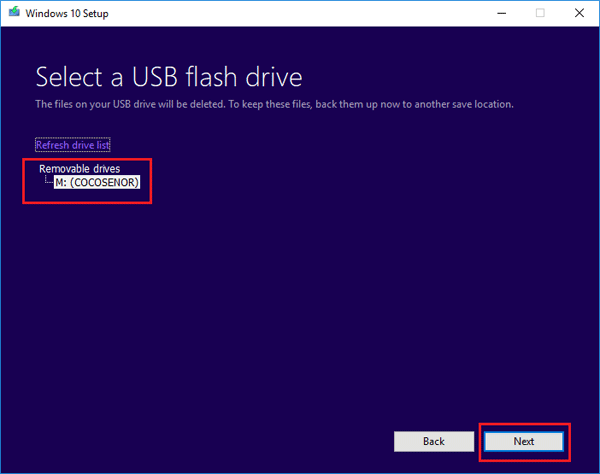 Windows 10 Setup
Select a USB flash drive
The files on your USB drive will be deleted. To keep these files, back them up now to another save location.
Refresh drive list
Removable drives
M: (COCOSENOR)
Back Next